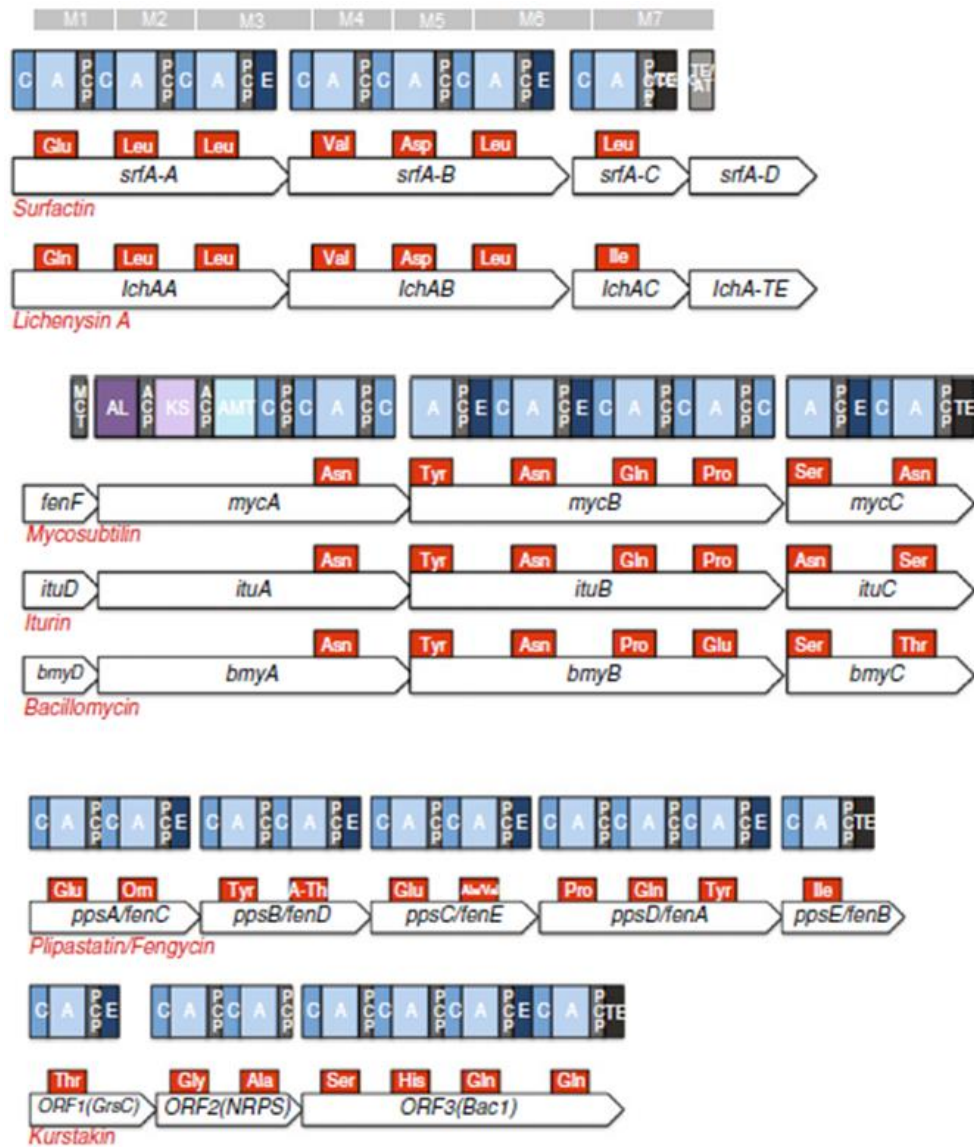 M1 M2 M3 M4 M5 M6 M7
C A PCP C A PCP C A PCP E C A PCP C A PCP C A PCP E C A PCP TE TE/AT
Glu Leu Leu Val Asp Leu Leu
srfA-A srfA-B srfA-C srfA-D
Surfactin
Gln Leu Leu Val Asp Leu Ile
lchAA lchAB lchAC lchA-TE
Lichenysin A
MCT AL ACP KS ACP AMT C PCP C A PCP C A PCP E C A PCP E C A PCP C A PCP C A PCP E C A PCP TE
Asn Tyr Asn Gln Pro Ser Asn
fenF mycA mycB mycC
Mycosubtilin
Asn Tyr Asn Gln Pro Asn Ser
ituD ituA ituB ituC
Iturin
Asn Tyr Asn Pro Glu Ser Thr
bmyD bmyA bmyB bmyC
Bacillomycin
C A PCP C A PCP E C A PCP C A PCP E C A PCP C A PCP E C A PCP C A PCP C A PCP E C A PCP TE
Glu Orn Tyr A-Th Glu Ala/Val Pro Gln Tyr Ile
ppsA/fenC ppsB/fenD ppsC/fenE ppsD/fenA ppsE/fenB
Plipastatin/Fengycin
C A PCP E C A PCP C A PCP C A PCP C A PCP C A PCP E C A PCP TE
Thr Gly Ala Ser His Gln Gln
ORF1(GrsC) ORF2(NRPS) ORF3(Bac1)
Kurstakin